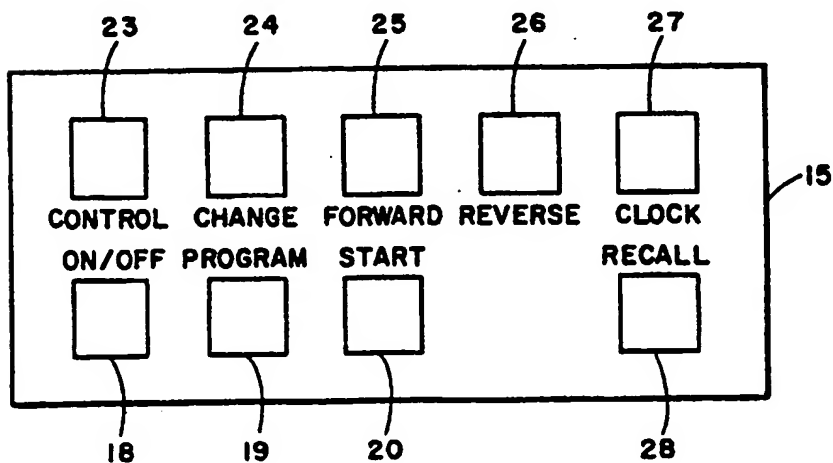 23 24 25 26 27
15
CONTROL CHANGE FORWARD REVERSE CLOCK
ON/OFF PROGRAM START RECALL
18 19 20 28